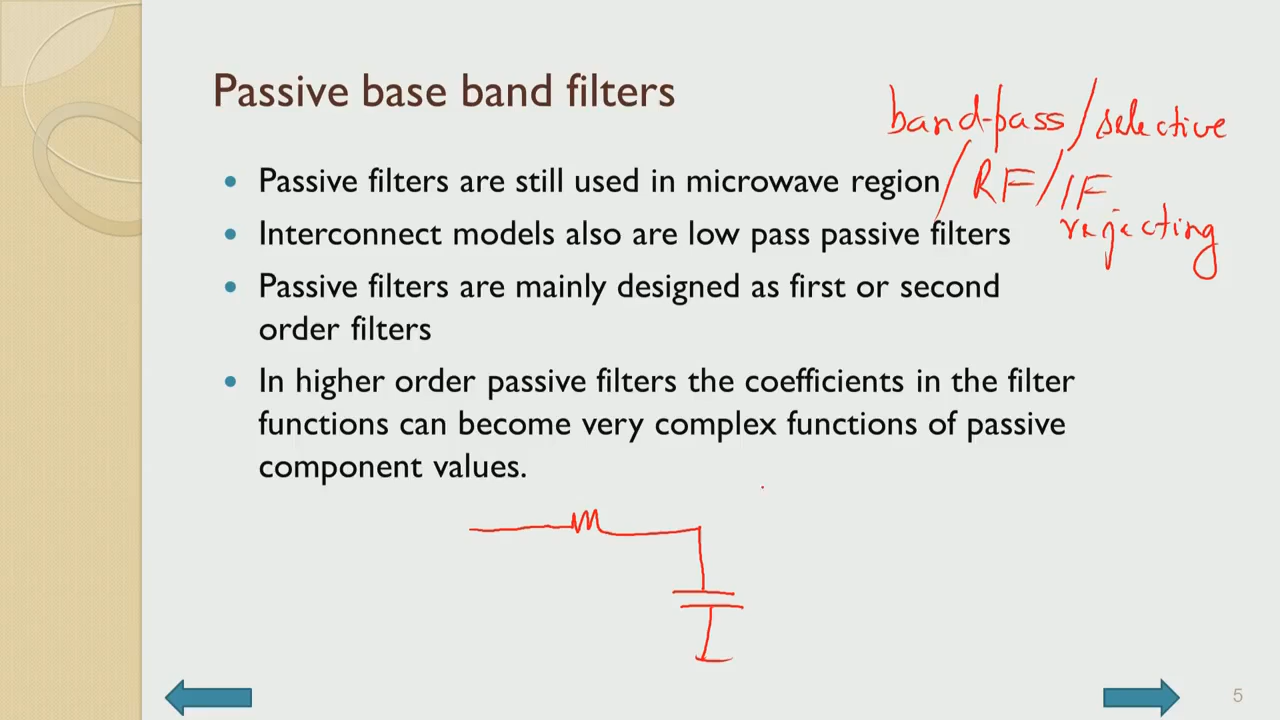 Passive base band filters
band-pass/selective
• Passive filters are still used in microwave region
/RF/IF
rejecting
• Interconnect models also are low pass passive filters
• Passive filters are mainly designed as first or second
order filters
• In higher order passive filters the coefficients in the filter
functions can become very complex functions of passive
component values.
5